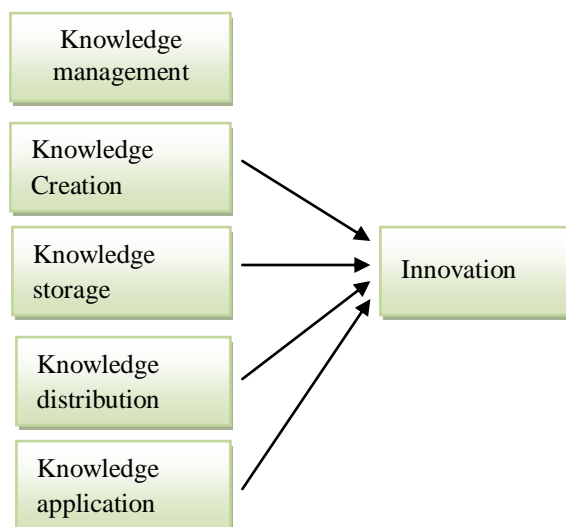 Knowledge
management
Knowledge
Creation
Knowledge
storage
Innovation
Knowledge
distribution
Knowledge
application